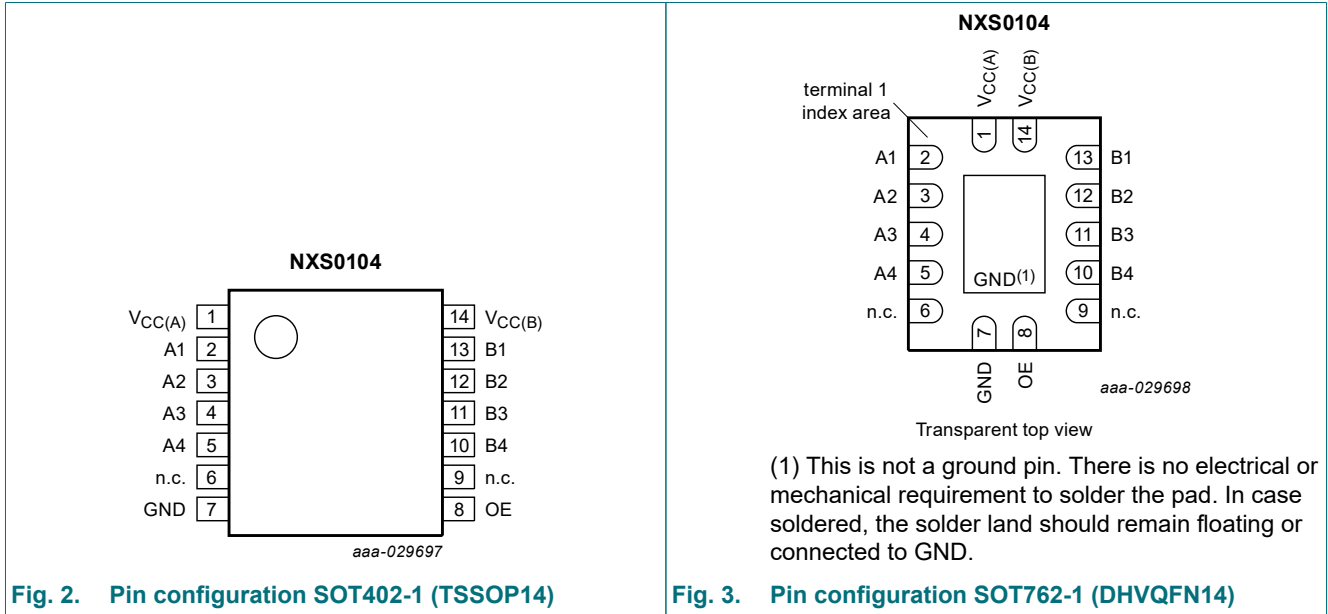 NXS0104
VCC(A) 1
A1 2
A2 3
A3 4
A4 5
n.c. 6
GND 7
14 VCC(B)
13 B1
12 B2
11 B3
10 B4
9 n.c.
8 OE
aaa-029697
Fig. 2. Pin configuration SOT402-1 (TSSOP14)
NXS0104
terminal 1
index area
VCC(A)
VCC(B)
1
14
A1 2
A2 3
A3 4
A4 5
n.c. 6
13 B1
12 B2
11 B3
10 B4
9 n.c.
GND(1)
7
8
GND
OE
aaa-029698
Transparent top view
(1) This is not a ground pin. There is no electrical or
mechanical requirement to solder the pad. In case
soldered, the solder land should remain floating or
connected to GND.
Fig. 3. Pin configuration SOT762-1 (DHVQFN14)